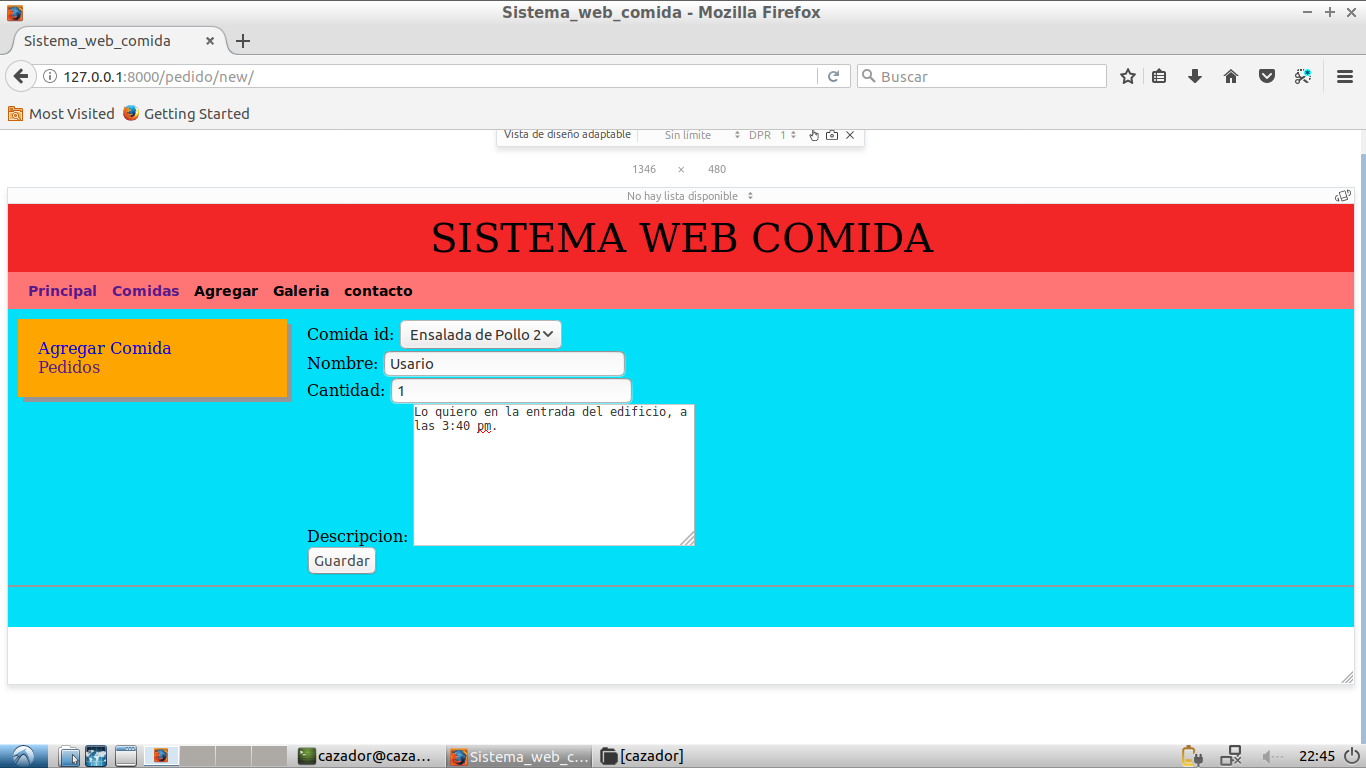 Sistema_web_comida - Mozilla Firefox
Sistema_web_comida
127.0.0.1:8000/pedido/new/
Buscar
Most Visited
Getting Started
Vista de diseño adaptable
Sin límite
DPR 1
1346 × 480
No hay lista disponible
SISTEMA WEB COMIDA
Principal Comidas Agregar Galeria contacto
Agregar Comida
Pedidos
Comida id: Ensalada de Pollo 2
Nombre: Usario
Cantidad: 1
Lo quiero en la entrada del edificio, a
las 3:40 pm.
Descripcion:
Guardar
cazador@caza...
Sistema_web_c...
[cazador]
22:45